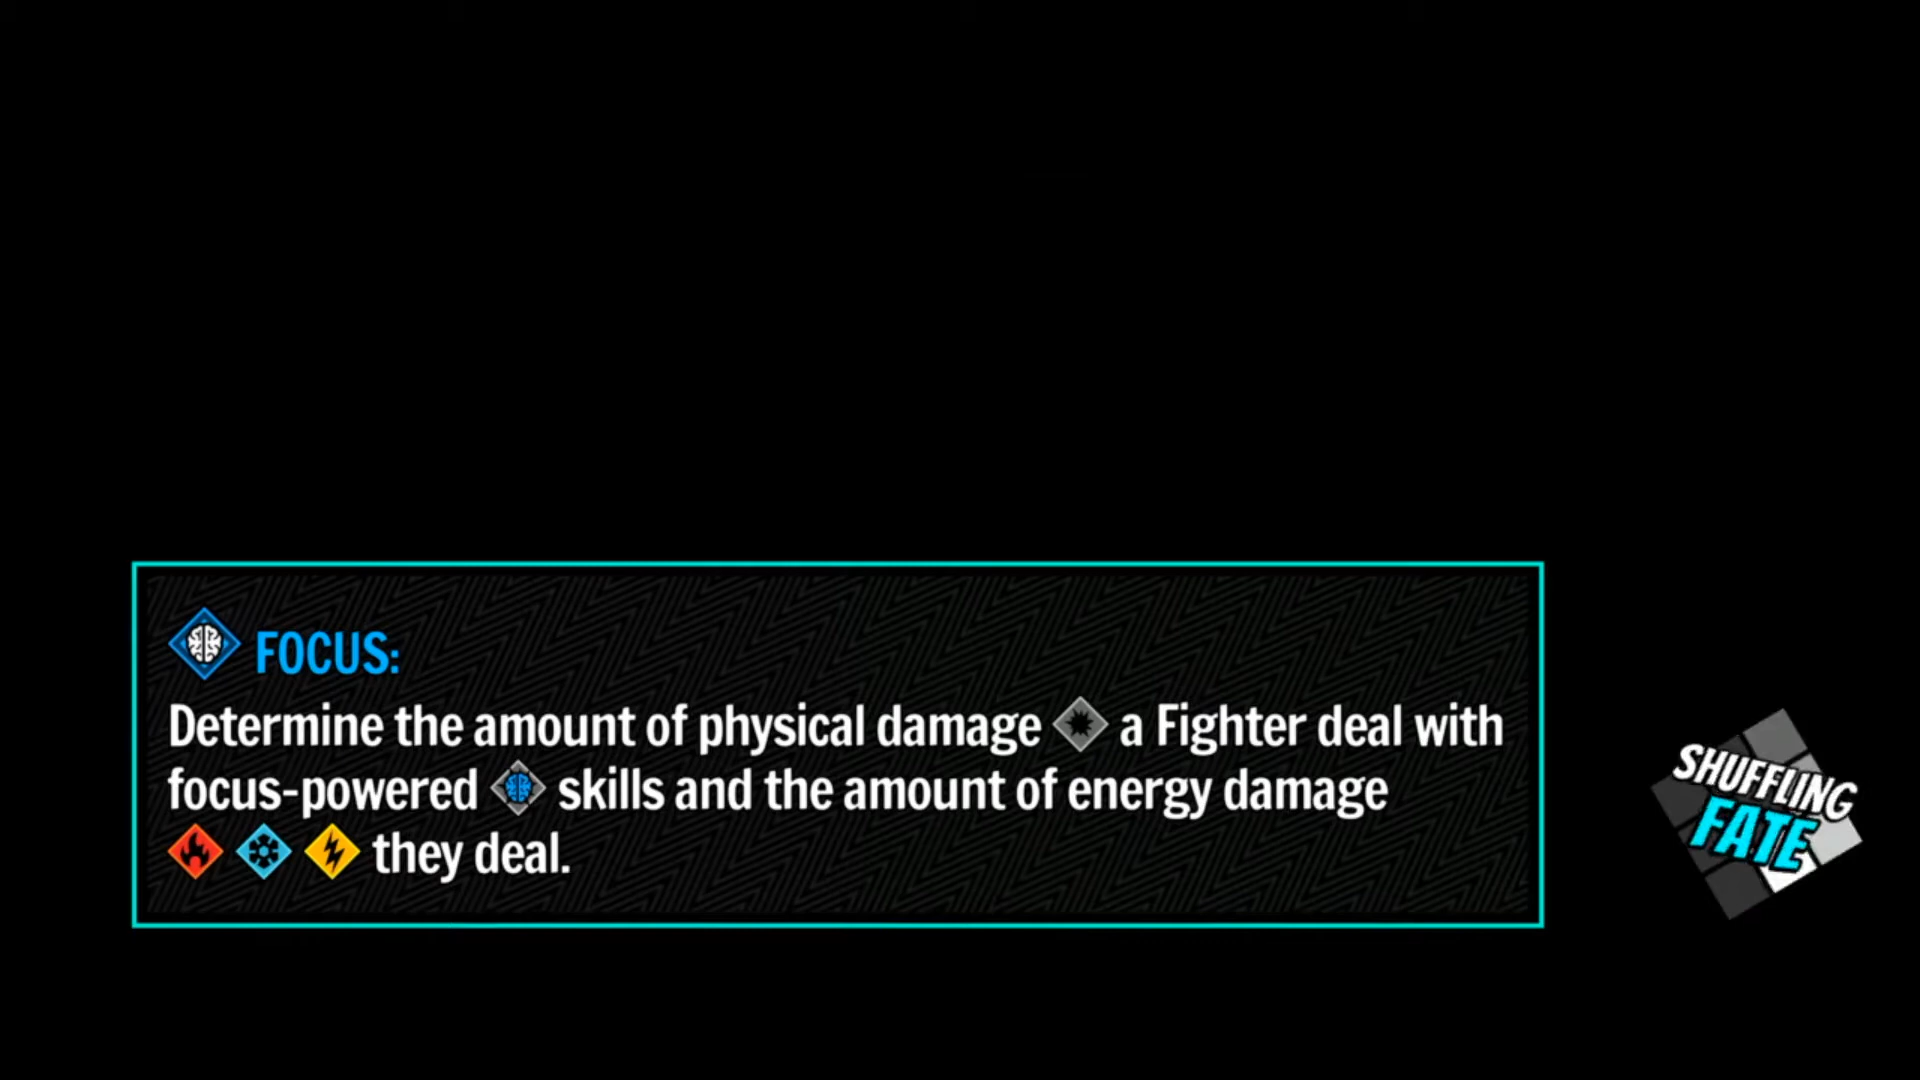 FOCUS:
Determine the amount of physical damage a Fighter deal with
focus-powered skills and the amount of energy damage
they deal.
SHUFFLING
FATE